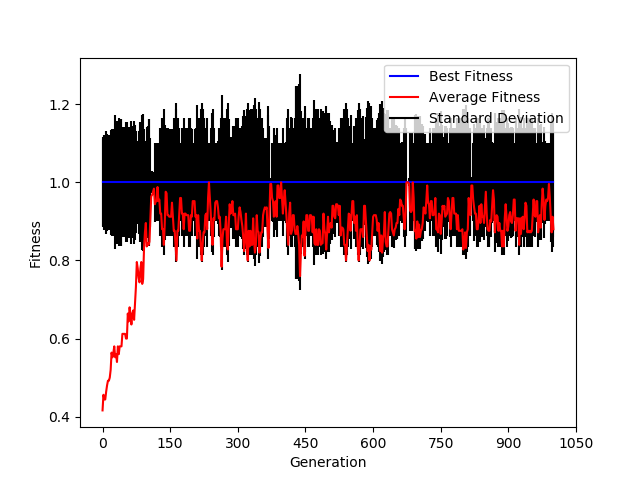 Best Fitness
Average Fitness
Standard Deviation
Fitness
1.2
1.0
0.8
0.6
0.4
0 150 300 450 600 750 900 1050
Generation